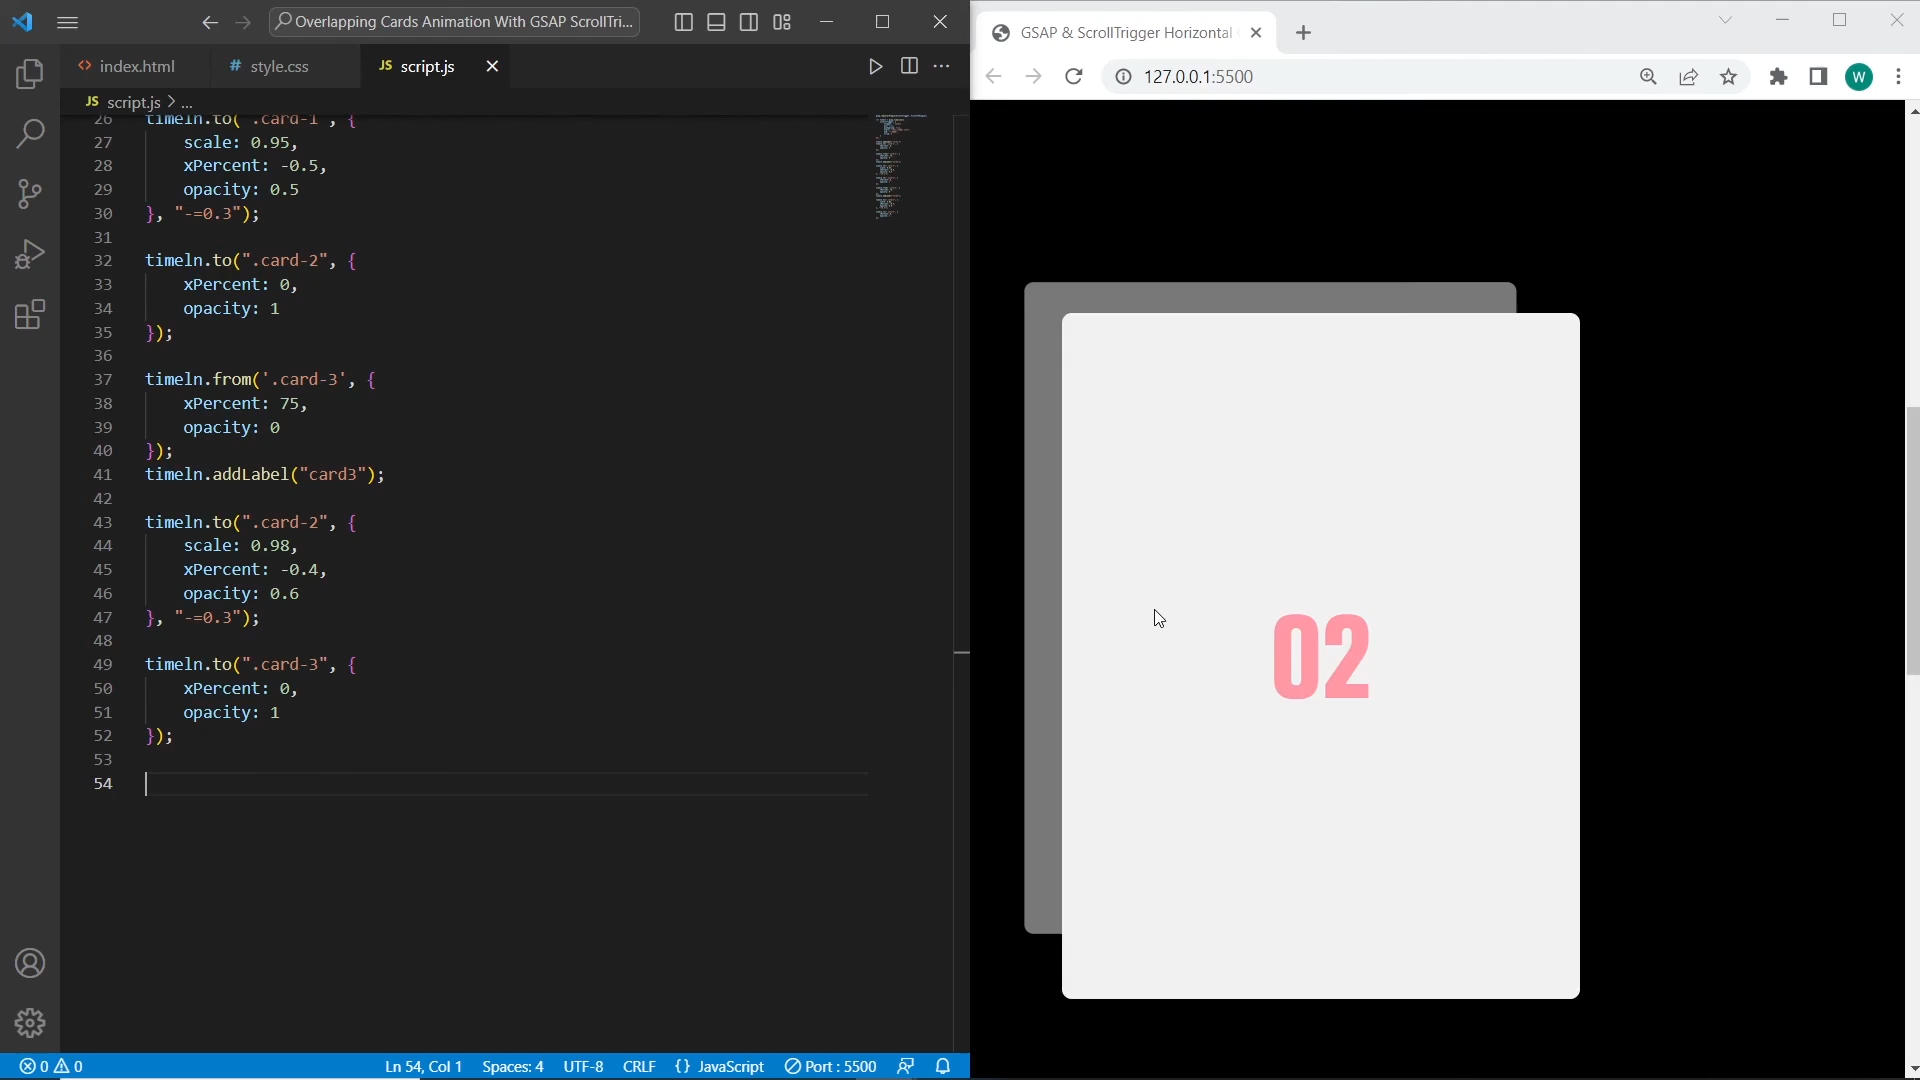 Overlapping Cards Animation With GSAP ScrollTri...
index.html
# style.css
JS script.js
JS script.js > ...
26 timeln.to(".card-1", {
27 scale: 0.95,
28 xPercent: -0.5,
29 opacity: 0.5
30 }, "-=0.3");
31
32 timeln.to(".card-2", {
33 xPercent: 0,
34 opacity: 1
35 });
36
37 timeln.from('.card-3', {
38 xPercent: 75,
39 opacity: 0
40 });
41 timeln.addLabel("card3");
42
43 timeln.to(".card-2", {
44 scale: 0.98,
45 xPercent: -0.4,
46 opacity: 0.6
47 }, "-=0.3");
48
49 timeln.to(".card-3", {
50 xPercent: 0,
51 opacity: 1
52 });
53
54
0 0 Ln 54, Col 1 Spaces: 4 UTF-8 CRLF {} JavaScript Port : 5500
GSAP & ScrollTrigger Horizontal
127.0.0.1:5500
W
02